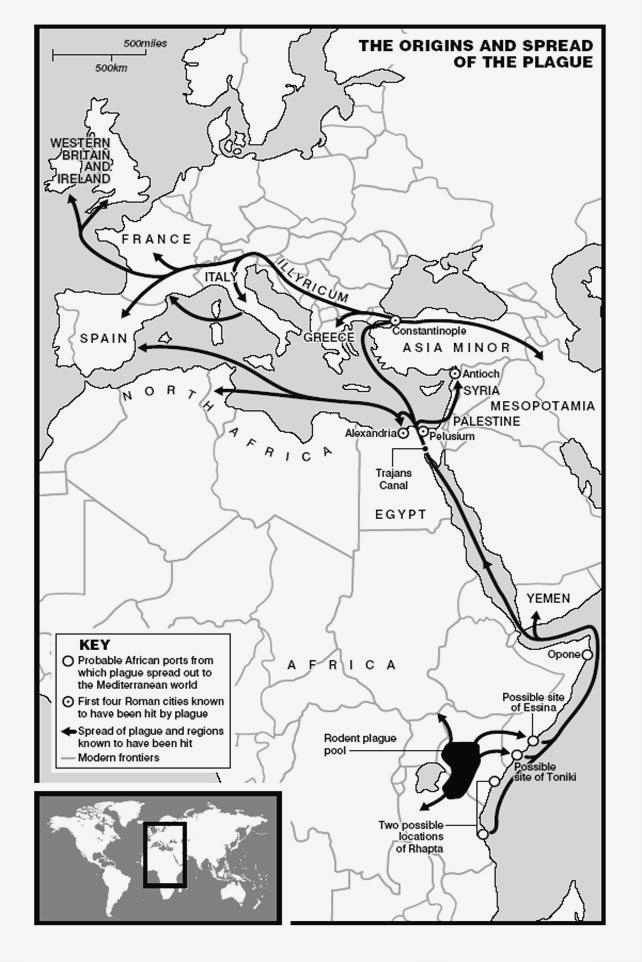 THE ORIGINS AND SPREAD
OF THE PLAGUE
500miles
500km
WESTERN
BRITAIN
AND
IRELAND
FRANCE
ITALY
ILLYRICUM
SPAIN
GREECE
Constantinople
ASIA MINOR
Antioch
SYRIA
MESOPOTAMIA
NORTH
AFRICA
PALESTINE
Alexandria
Pelusium
Trajans
Canal
EGYPT
YEMEN
Opone
AFRICA
Possible site
of Essina
Rodent plague
pool
Possible
site of Toniki
Two possible
locations
of Rhapta
KEY
Probable African ports from
which plague spread out to
the Mediterranean world
First four Roman cities known
to have been hit by plague
Spread of plague and regions
known to have been hit
Modern frontiers